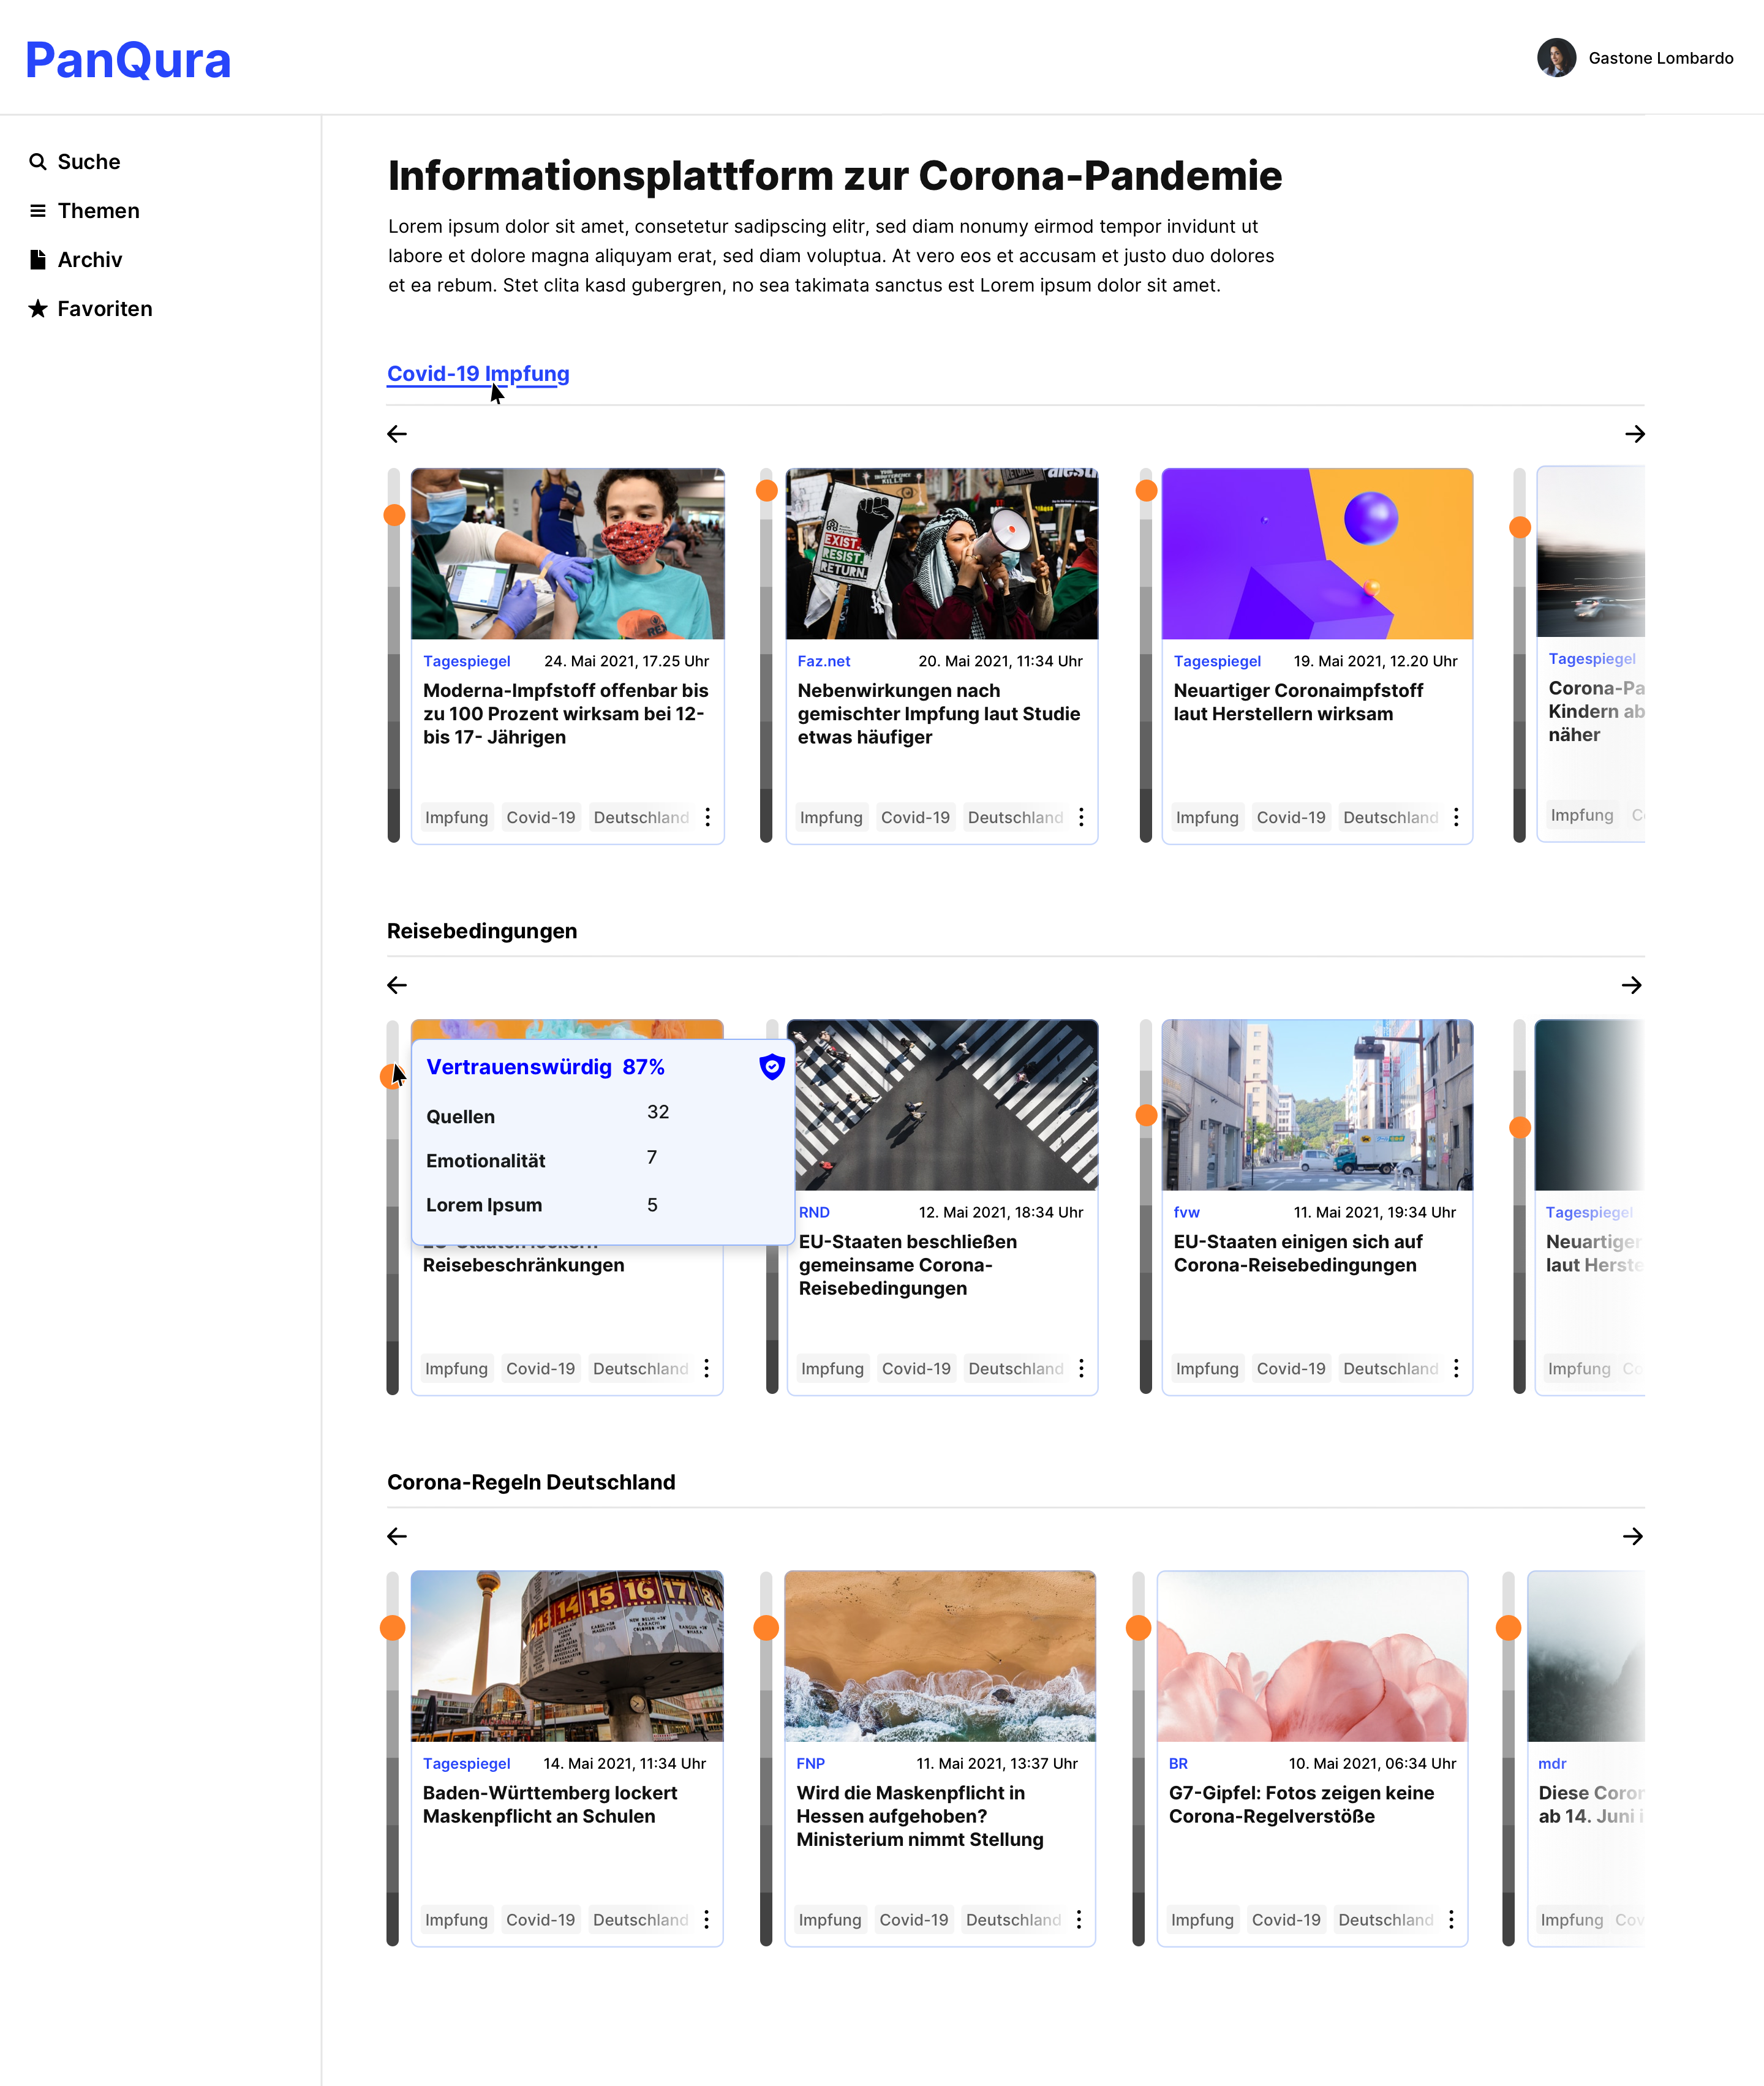 PanQura
Gastone Lombardo
Suche
Themen
Archiv
Favoriten
Informationsplattform zur Corona-Pandemie
Lorem ipsum dolor sit amet, consetetur sadipscing elitr, sed diam nonumy eirmod tempor invidunt ut
labore et dolore magna aliquyam erat, sed diam voluptua. At vero eos et accusam et justo duo dolores
et ea rebum. Stet clita kasd gubergren, no sea takimata sanctus est Lorem ipsum dolor sit amet.
Covid-19 Impfung
EXIST.
RESIST.
RETURN.
Tagespiegel 24. Mai 2021, 17.25 Uhr
Moderna-Impfstoff offenbar bis
zu 100 Prozent wirksam bei 12-
bis 17- Jährigen
Impfung Covid-19 Deutschland
Faz.net 20. Mai 2021, 11:34 Uhr
Nebenwirkungen nach
gemischter Impfung laut Studie
etwas häufiger
Impfung Covid-19 Deutschland
Tagespiegel 19. Mai 2021, 12.20 Uhr
Neuartiger Coronaimpfstoff
laut Herstellern wirksam
Impfung Covid-19 Deutschland
Tagespiegel
Corona-Pa
Kindern ab
näher
Impfung
Reisebedingungen
Vertrauenswürdig 87%
Quellen 32
Emotionalität 7
Lorem Ipsum 5
Reisebeschränkungen
Impfung Covid-19 Deutschland
RND 12. Mai 2021, 18:34 Uhr
EU-Staaten beschließen
gemeinsame Corona-
Reisebedingungen
Impfung Covid-19 Deutschland
fvw 11. Mai 2021, 19:34 Uhr
EU-Staaten einigen sich auf
Corona-Reisebedingungen
Impfung Covid-19 Deutschland
Tagespiegel
Neuartiger
laut Herste
Impfung Co
Corona-Regeln Deutschland
13 14 15 16 17 18
Tagespiegel 14. Mai 2021, 11:34 Uhr
Baden-Württemberg lockert
Maskenpflicht an Schulen
Impfung Covid-19 Deutschland
FNP 11. Mai 2021, 13:37 Uhr
Wird die Maskenpflicht in
Hessen aufgehoben?
Ministerium nimmt Stellung
Impfung Covid-19 Deutschland
BR 10. Mai 2021, 06:34 Uhr
G7-Gipfel: Fotos zeigen keine
Corona-Regelverstöße
Impfung Covid-19 Deutschland
mdr
Diese Coron
ab 14. Juni i
Impfung Cov